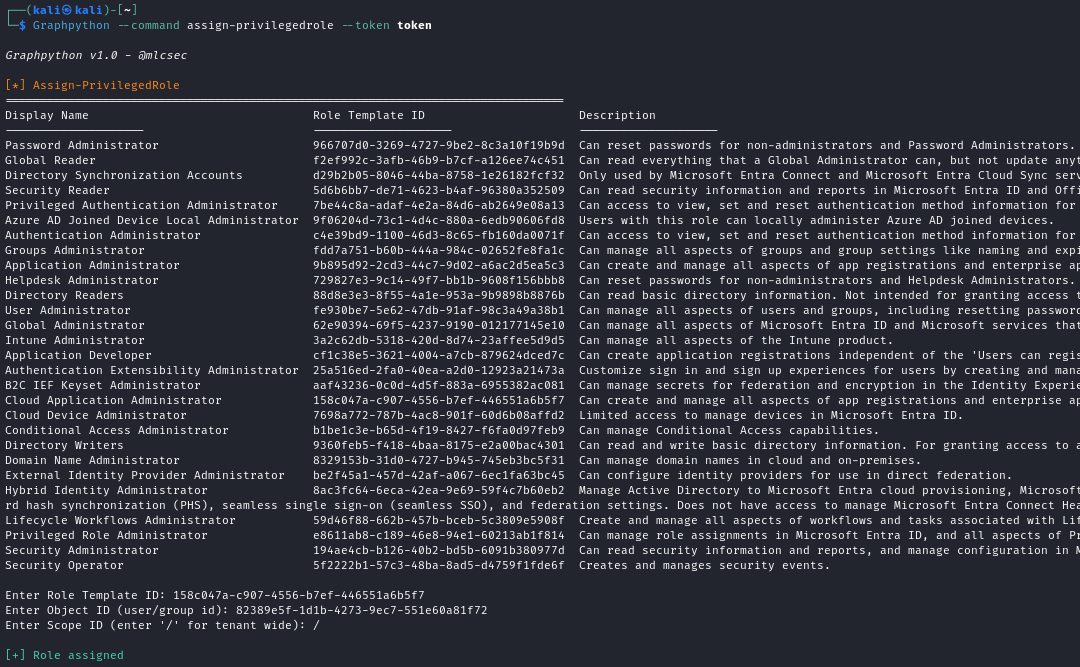 ┌──(kali㉿kali)-[~]
└─$ Graphpython --command assign-privilegedrole --token token
Graphpython v1.0 - @mlcsec
[*] Assign-PrivilegedRole
Display Name Role Template ID Description
Password Administrator 966707d0-3269-4727-9be2-8c3a10f19b9d Can reset passwords for non-administrators and Password Administrators.
Global Reader f2ef992c-3afb-46b9-b7cf-a126ee74c451 Can read everything that a Global Administrator can, but not update anyt
Directory Synchronization Accounts d29b2b05-8046-44ba-8758-1e26182fcf32 Only used by Microsoft Entra Connect and Microsoft Entra Cloud Sync serv
Security Reader 5d6b6bb7-de71-4623-b4af-96380a352509 Can read security information and reports in Microsoft Entra ID and Offi
Privileged Authentication Administrator 7be44c8a-adaf-4e2a-84d6-ab2649e08a13 Can access to view, set and reset authentication method information for
Azure AD Joined Device Local Administrator 9f06204d-73c1-4d4c-880a-6edb90606fd8 Users with this role can locally administer Azure AD joined devices.
Authentication Administrator c4e39bd9-1100-46d3-8c65-fb160da0071f Can access to view, set and reset authentication method information for
Groups Administrator fdd7a751-b60b-444a-984c-02652fe8fa1c Can manage all aspects of groups and group settings like naming and expi
Application Administrator 9b895d92-2cd3-44c7-9d02-a6ac2d5ea5c3 Can create and manage all aspects of app registrations and enterprise ap
Helpdesk Administrator 729827e3-9c14-49f7-bb1b-9608f156bbb8 Can reset passwords for non-administrators and Helpdesk Administrators.
Directory Readers 88d8e3e3-8f55-4a1e-953a-9b9898b8876b Can read basic directory information. Not intended for granting access t
User Administrator fe930be7-5e62-47db-91af-98c3a49a38b1 Can manage all aspects of users and groups, including resetting password
Global Administrator 62e90394-69f5-4237-9190-012177145e10 Can manage all aspects of Microsoft Entra ID and Microsoft services that
Intune Administrator 3a2c62db-5318-420d-8d74-23affee5d9d5 Can manage all aspects of the Intune product.
Application Developer cf1c38e5-3621-4004-a7cb-879624dced7c Can create application registrations independent of the 'Users can regis
Authentication Extensibility Administrator 25a516ed-2fa0-40ea-a2d0-12923a21473a Customize sign in and sign up experiences for users by creating and mana
B2C IEF Keyset Administrator aaf43236-0c0d-4d5f-883a-6955382ac081 Can manage secrets for federation and encryption in the Identity Experie
Cloud Application Administrator 158c047a-c907-4556-b7ef-446551a6b5f7 Can create and manage all aspects of app registrations and enterprise ap
Cloud Device Administrator 7698a772-787b-4ac8-901f-60d6b08affd2 Limited access to manage devices in Microsoft Entra ID.
Conditional Access Administrator b1be1c3e-b65d-4f19-8427-f6fa0d97feb9 Can manage Conditional Access capabilities.
Directory Writers 9360feb5-f418-4baa-8175-e2a00bac4301 Can read and write basic directory information. For granting access to a
Domain Name Administrator 8329153b-31d0-4727-b945-745eb3bc5f31 Can manage domain names in cloud and on-premises.
External Identity Provider Administrator be2f45a1-457d-42af-a067-6ec1fa63bc45 Can configure identity providers for use in direct federation.
Hybrid Identity Administrator 8ac3fc64-6eca-42ea-9e69-59f4c7b60eb2 Manage Active Directory to Microsoft Entra cloud provisioning, Microsoft
rd hash synchronization (PHS), seamless single sign-on (seamless SSO), and federation settings. Does not have access to manage Microsoft Entra Connect Hea
Lifecycle Workflows Administrator 59d46f88-662b-457b-bceb-5c3809e5908f Create and manage all aspects of workflows and tasks associated with Lif
Privileged Role Administrator e8611ab8-c189-46e8-94e1-60213ab1f814 Can manage role assignments in Microsoft Entra ID, and all aspects of Pr
Security Administrator 194ae4cb-b126-40b2-bd5b-6091b380977d Can read security information and reports, and manage configuration in M
Security Operator 5f2222b1-57c3-48ba-8ad5-d4759f1fde6f Creates and manages security events.
Enter Role Template ID: 158c047a-c907-4556-b7ef-446551a6b5f7
Enter Object ID (user/group id): 82389e5f-1d1b-4273-9ec7-551e60a81f72
Enter Scope ID (enter '/' for tenant wide): /
[+] Role assigned